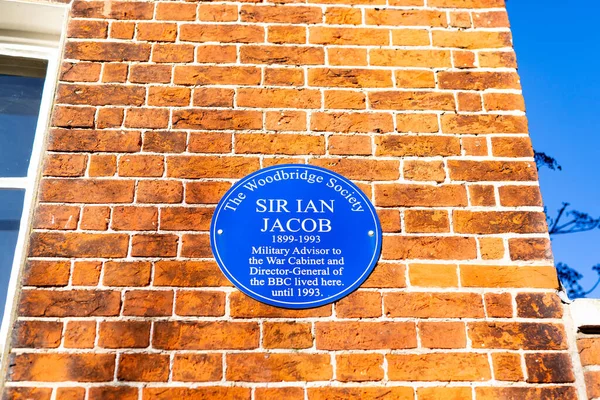 The Woodbridge Society
SIR IAN
JACOB
1899-1993
Military Advisor to
the War Cabinet and
Director-General of
the BBC lived here.
until 1993.